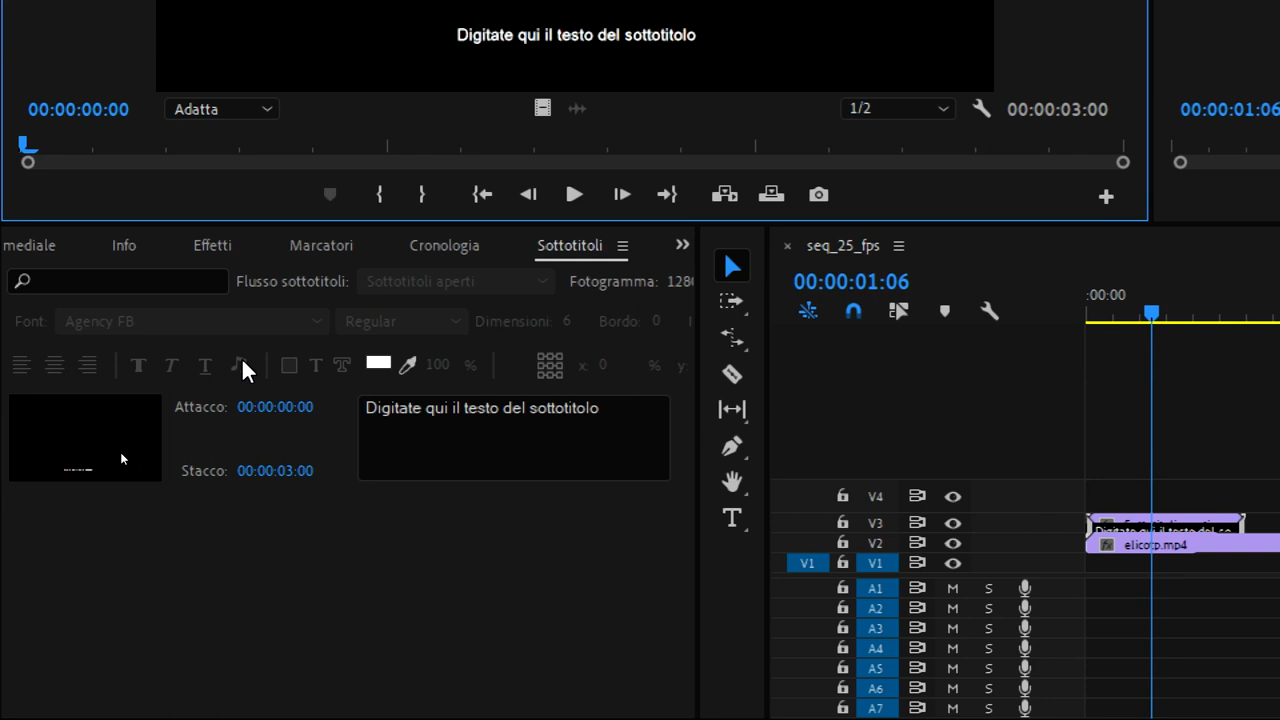 Digitate qui il testo del sottotitolo
00:00:00:00
Adatta
1/2
00:00:03:00
00:00:01:06
mediale Info Effetti Marcatori Cronologia Sottotitoli
Flusso sottotitoli: Sottotitoli aperti Fotogramma: 128
Font: Agency FB Regular Dimensioni: 6 Bordo: 0
100 % x: 0 % y:
Attacco: 00:00:00:00
Digitate qui il testo del sottotitolo
Stacco: 00:00:03:00
seq_25_fps
00:00:01:06
:00:00
V4
V3
Digitate qui il testo del so
V2
elicotp.mp4
V1 V1
A1 M S
A2 M S
A3 M S
A4 M S
A5 M S
A6 M S
A7 M S